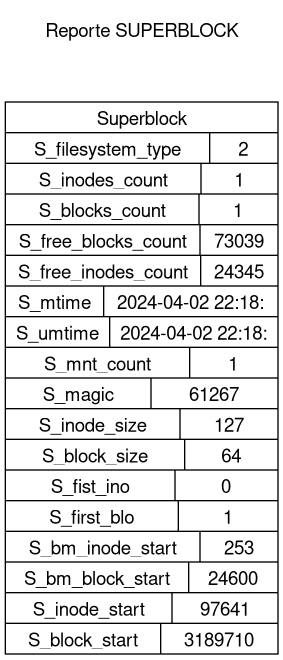 Reporte SUPERBLOCK
Superblock
S_filesystem_type 2
S_inodes_count 1
S_blocks_count 1
S_free_blocks_count 73039
S_free_inodes_count 24345
S_mtime 2024-04-02 22:18:
S_umtime 2024-04-02 22:18:
S_mnt_count 1
S_magic 61267
S_inode_size 127
S_block_size 64
S_fist_ino 0
S_first_blo 1
S_bm_inode_start 253
S_bm_block_start 24600
S_inode_start 97641
S_block_start 3189710